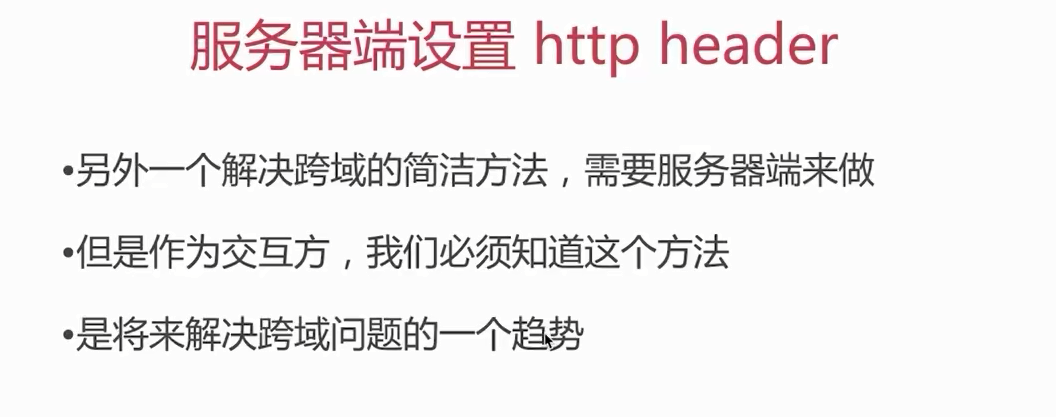 服务器端设置 http header
•另外一个解决跨域的简洁方法，需要服务器端来做
•但是作为交互方，我们必须知道这个方法
•是将来解决跨域问题的一个趋势